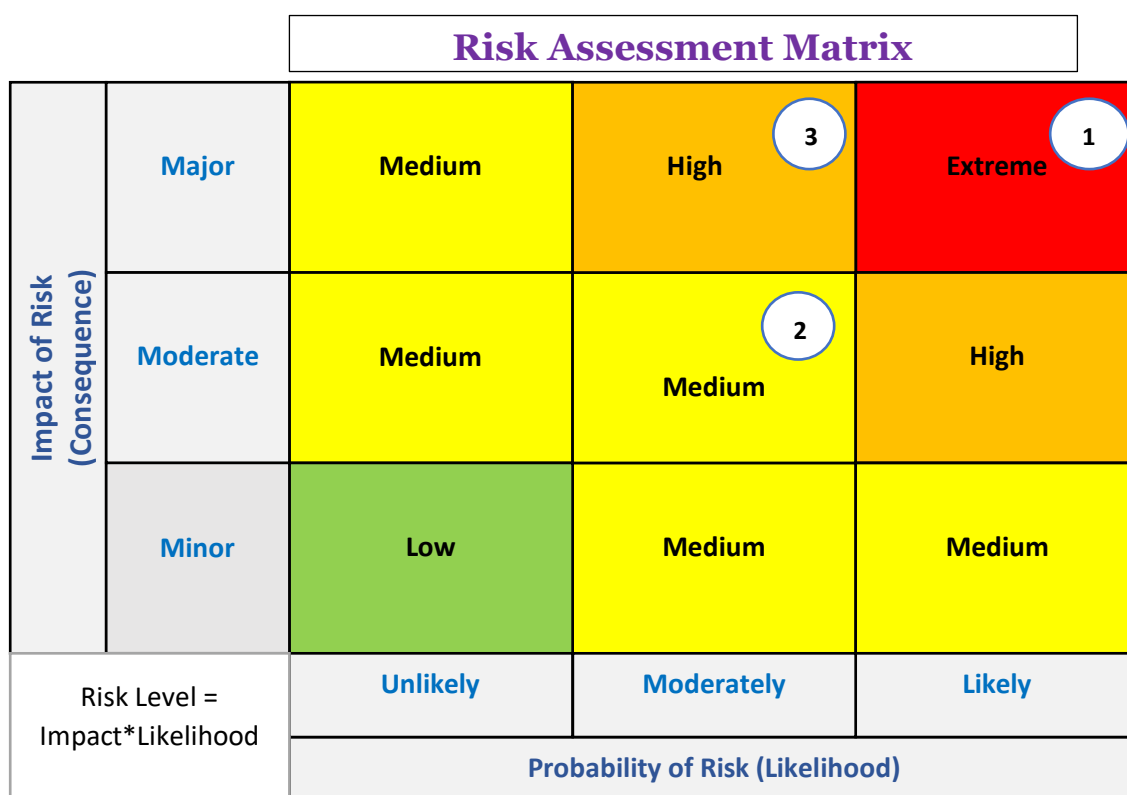 Risk Assessment Matrix
Impact of Risk
(Consequence)
Major
Medium
High
3
Extreme
1
Moderate
Medium
2
Medium
High
Minor
Low
Medium
Medium
Risk Level =
Impact*Likelihood
Unlikely
Moderately
Likely
Probability of Risk (Likelihood)